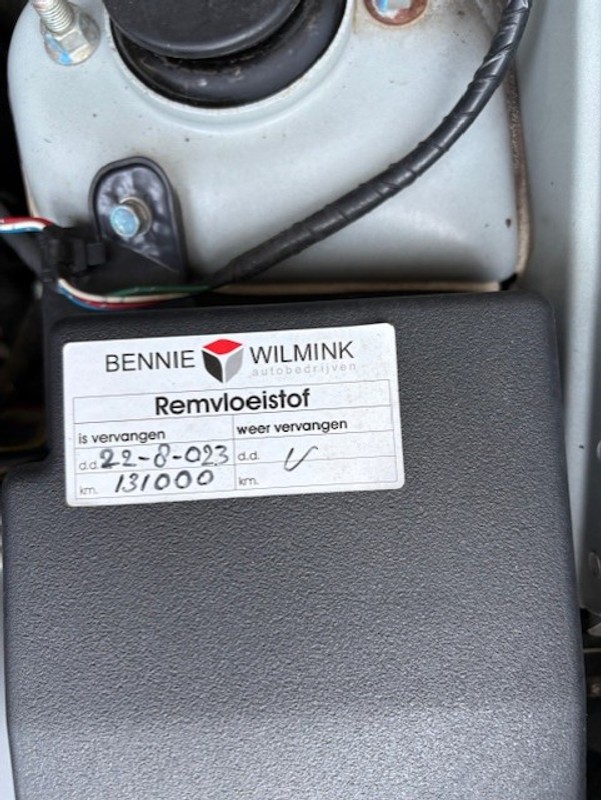 BENNIE WILMINK
autobedrijven
Remvloeistof
is vervangen weer vervangen
d.d. 22-8-023 d.d.
km. 131000 km.